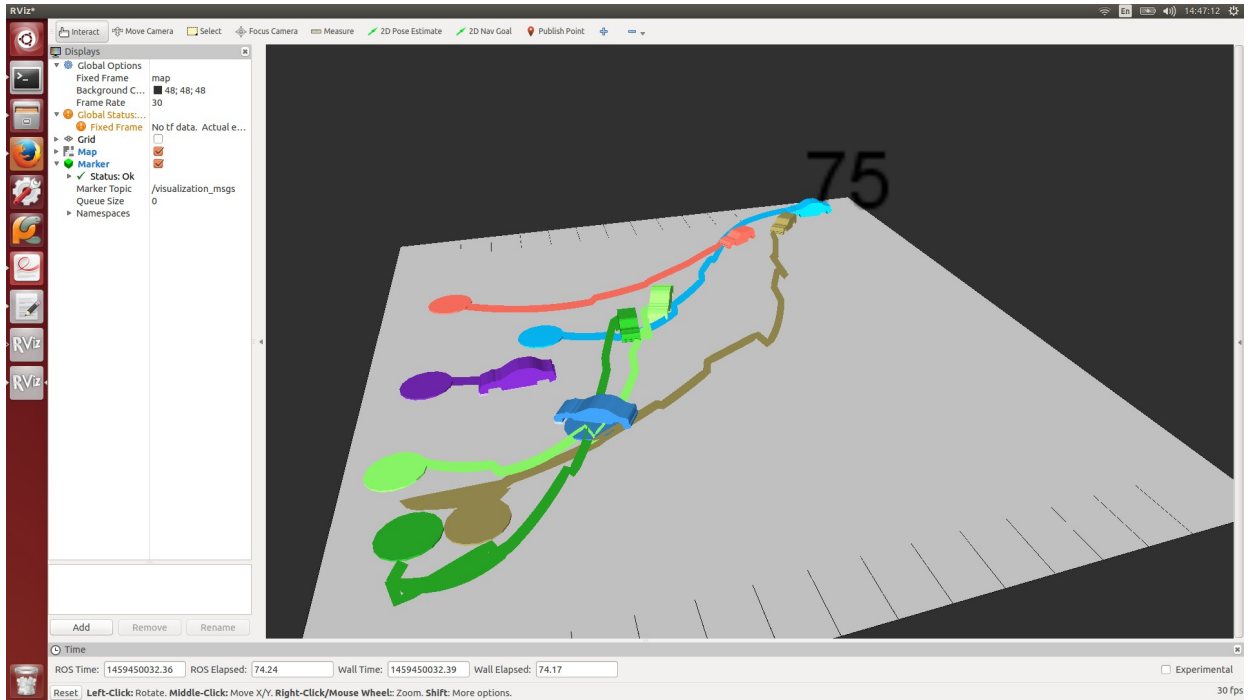 RViz*
En
14:47:12
Interact
Move Camera
Select
Focus Camera
Measure
2D Pose Estimate
2D Nav Goal
Publish Point
Displays
Global Options
Fixed Frame map
Background C... 48; 48; 48
Frame Rate 30
Global Status:...
Fixed Frame No tf data. Actual e...
Grid
Map
Marker
Status: Ok
Marker Topic /visualization_msgs
Queue Size 0
Namespaces
75
RViz
RViz
Add Remove Rename
Time
ROS Time: 1459450032.36 ROS Elapsed: 74.24 Wall Time: 1459450032.39 Wall Elapsed: 74.17 Experimental
Reset Left-Click: Rotate. Middle-Click: Move X/Y. Right-Click/Mouse Wheel: Zoom. Shift: More options. 30 fps